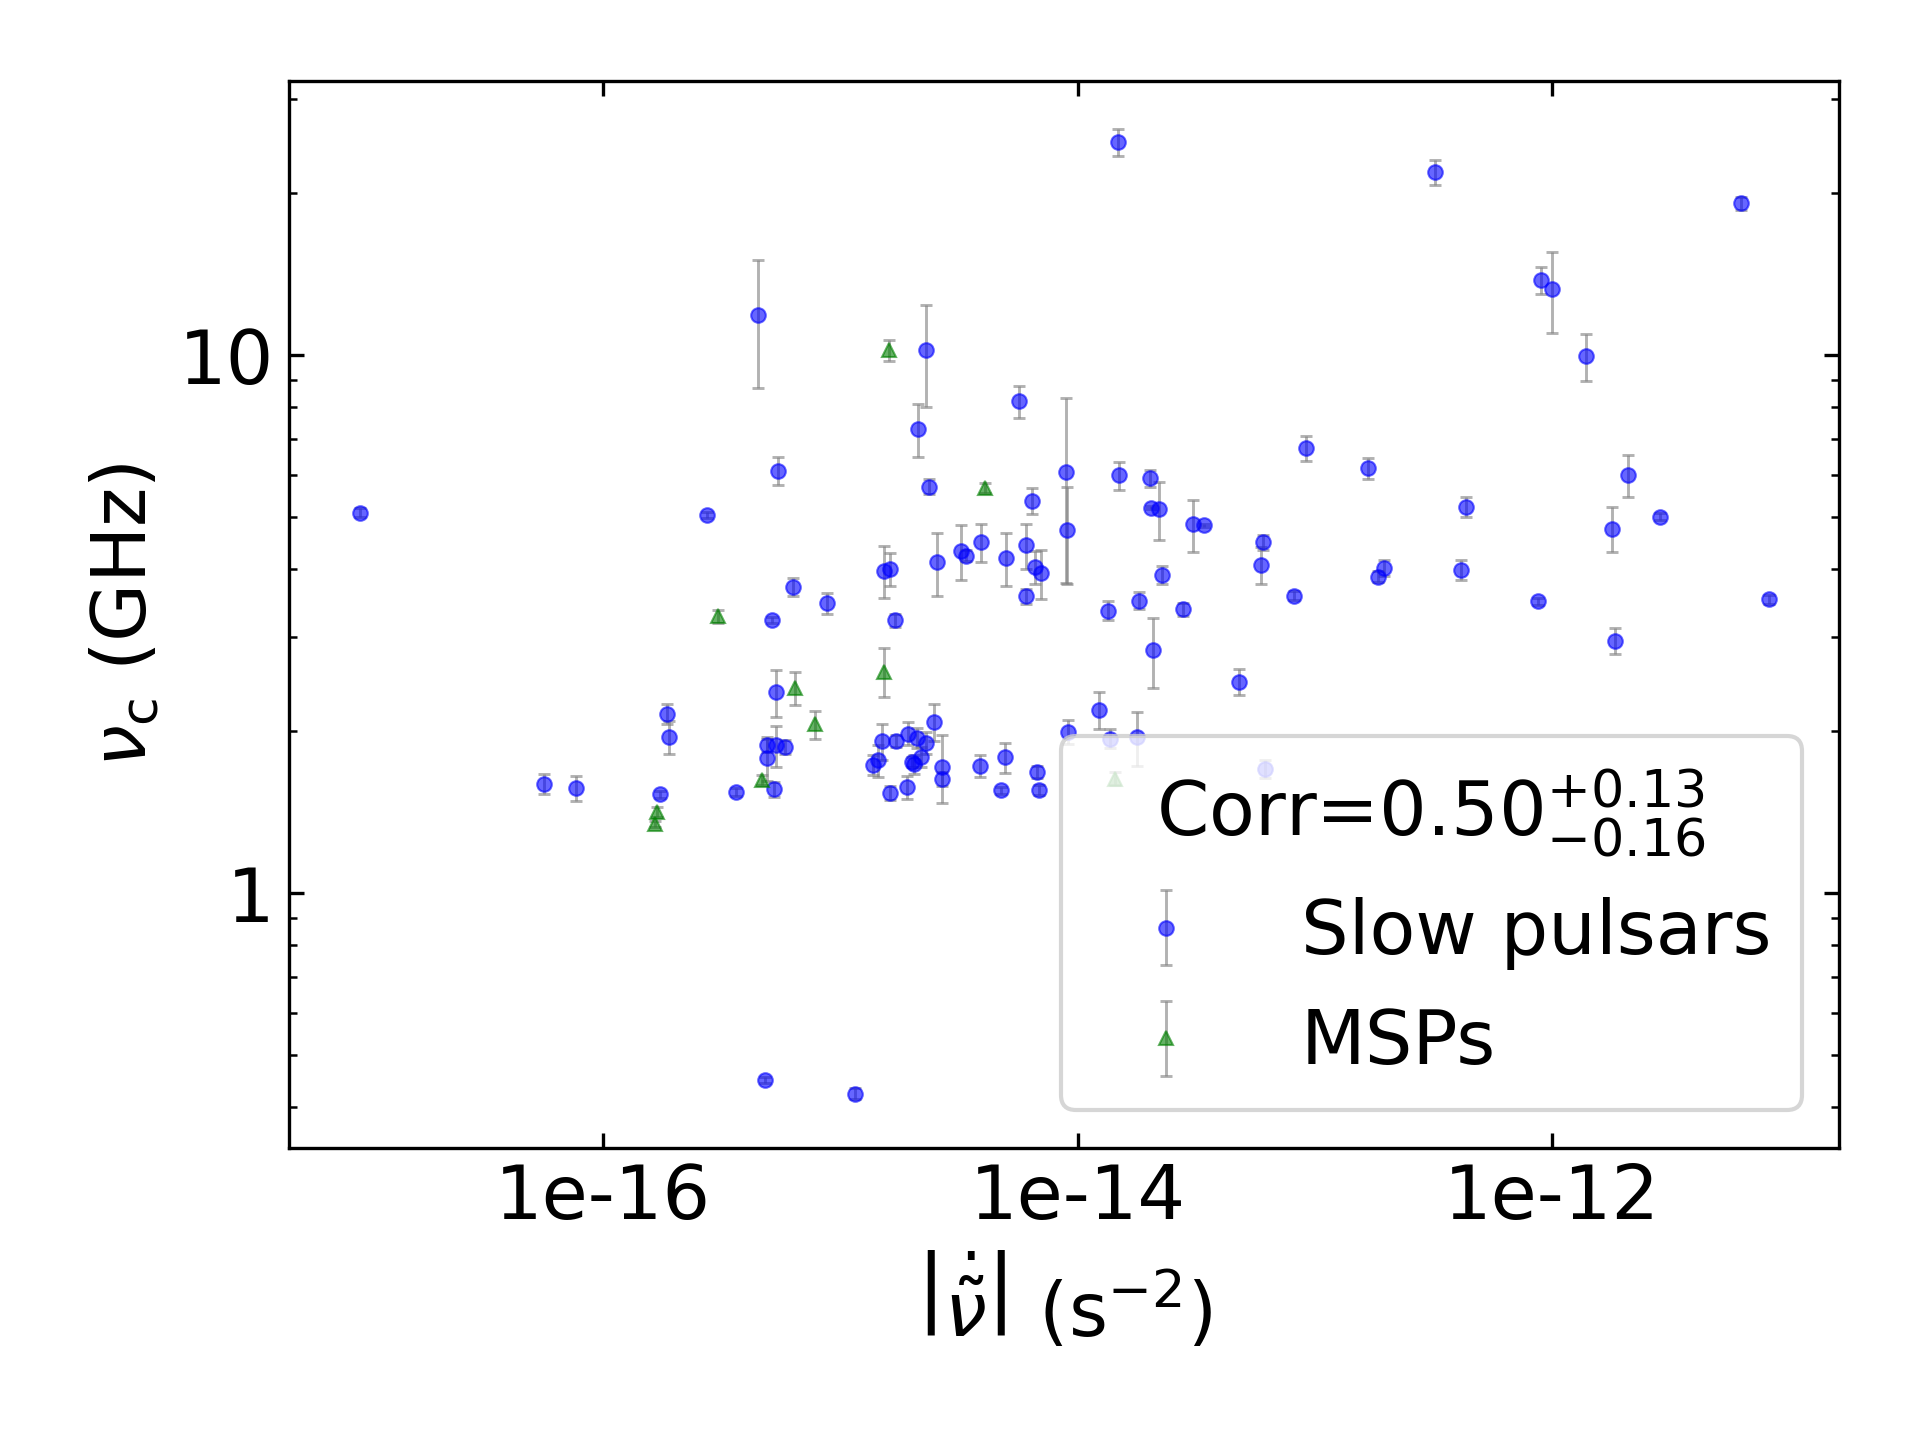 10
1
ν_c (GHz)
Corr=0.50^{+0.13}_{−0.16}
Slow pulsars
MSPs
1e-16 1e-14 1e-12
|ν̃̇| (s^{−2})